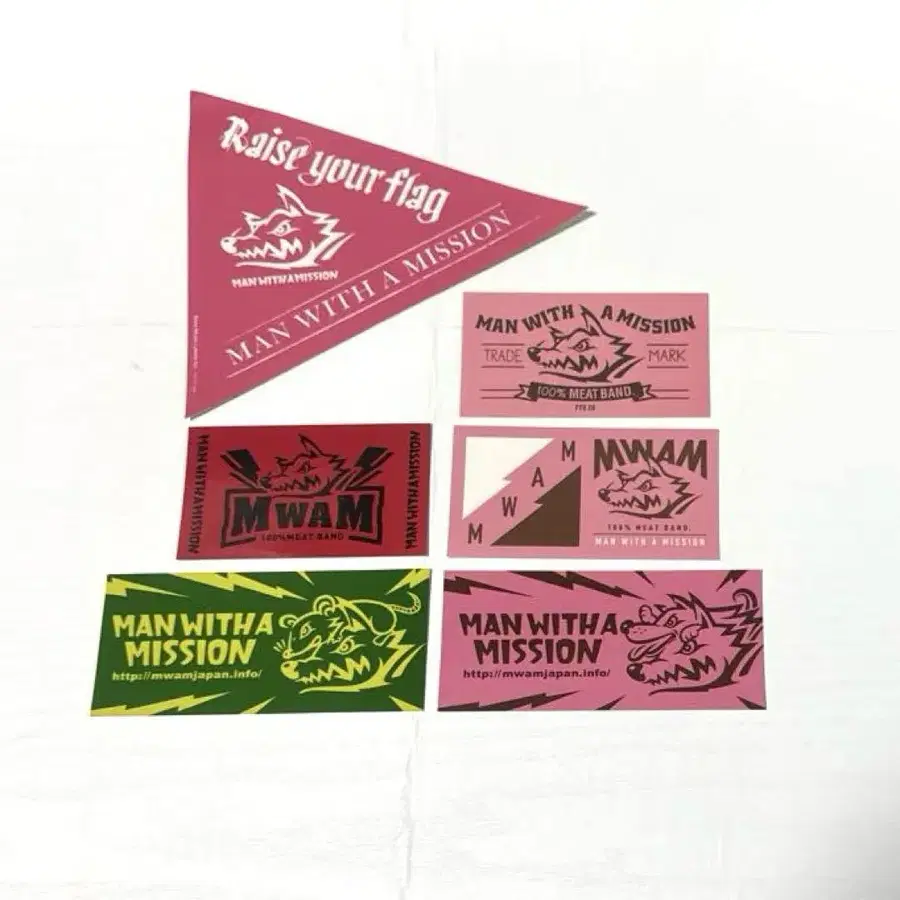 Raise your flag
MAN WITH A MISSION
MAN WITH A MISSION
MAN WITH A MISSION
TRADE MARK
100% MEAT BAND.
MAN WITH A MISSION
MWAM
100% MEAT BAND
MAN WITH A MISSION
M W A M
MWAM
100% MEAT BAND.
MAN WITH A MISSION
MAN WITH A
MISSION
http://mwamjapan.info/
MAN WITH A
MISSION
http://mwamjapan.info/